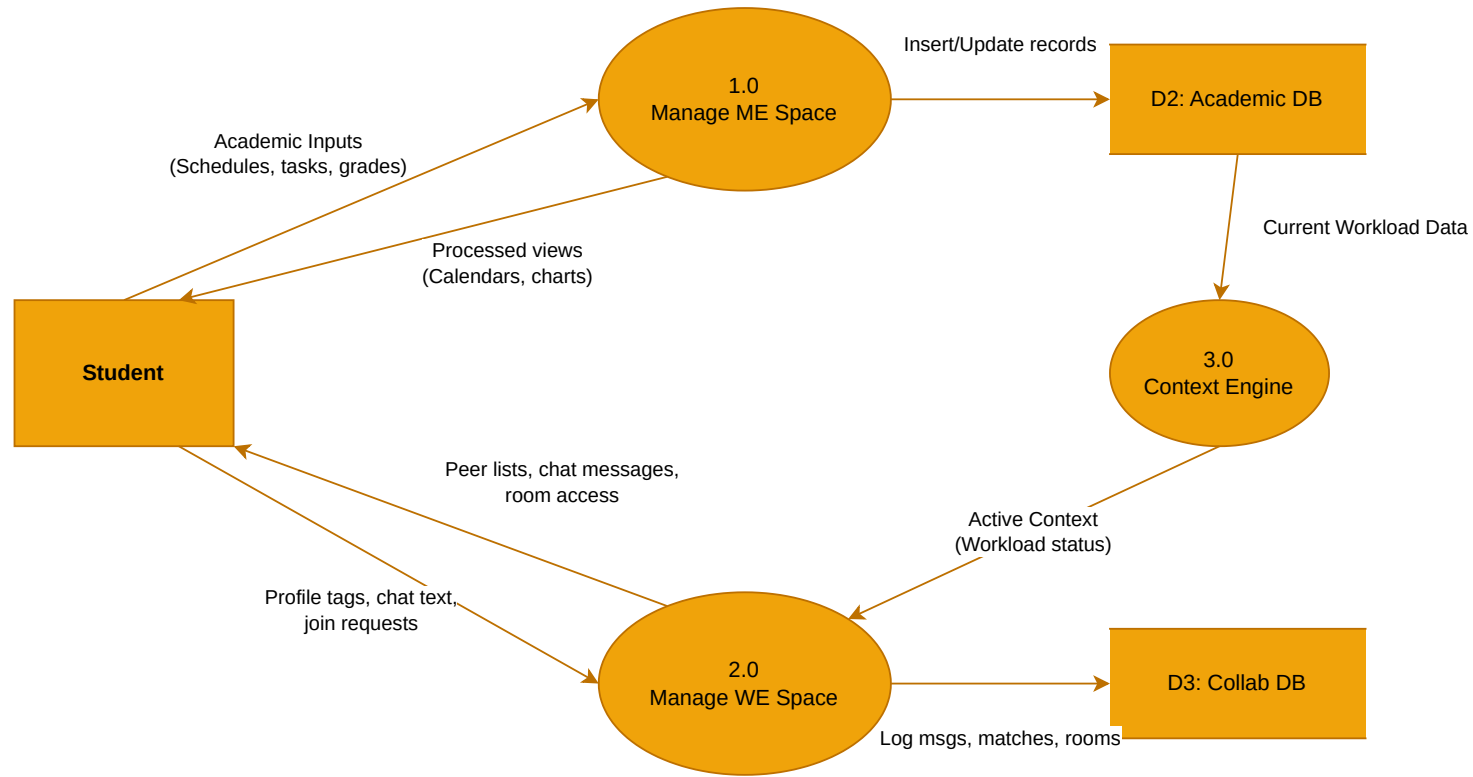 1.0
Manage ME Space
Insert/Update records
D2: Academic DB
Academic Inputs
(Schedules, tasks, grades)
Processed views
(Calendars, charts)
Current Workload Data
Student
3.0
Context Engine
Peer lists, chat messages,
room access
Active Context
(Workload status)
Profile tags, chat text,
join requests
2.0
Manage WE Space
D3: Collab DB
Log msgs, matches, rooms